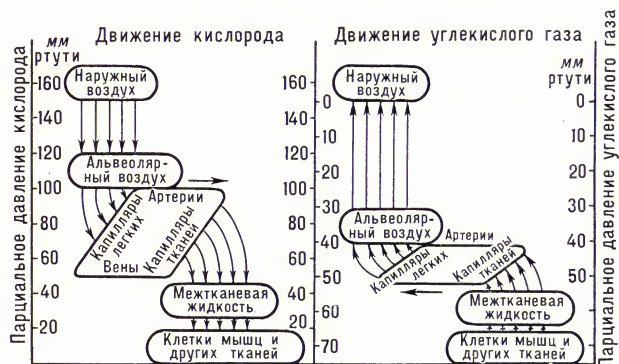 Движение кислорода
Движение углекислого газа
Парциальное давление кислорода
мм
ртути
160
140
120
100
80
60
40
20
Наружный
воздух
Альвеоляр-
ный воздух
Артерии
Капилляры
легких
Капилляры
тканей
Вены
Межтканевая
жидкость
Клетки мышц и
других тканей
160
140
120
100
80
60
40
20
0
10
20
30
40
50
60
70
Наружный
воздух
Альвеоляр-
ный воздух
Артерии
Капилляры
легких
Капилляры
тканей
Межтканевая
жидкость
Клетки мышц и
других тканей
мм
ртути
0
10
20
30
40
50
60
70
Парциальное давление углекислого газа